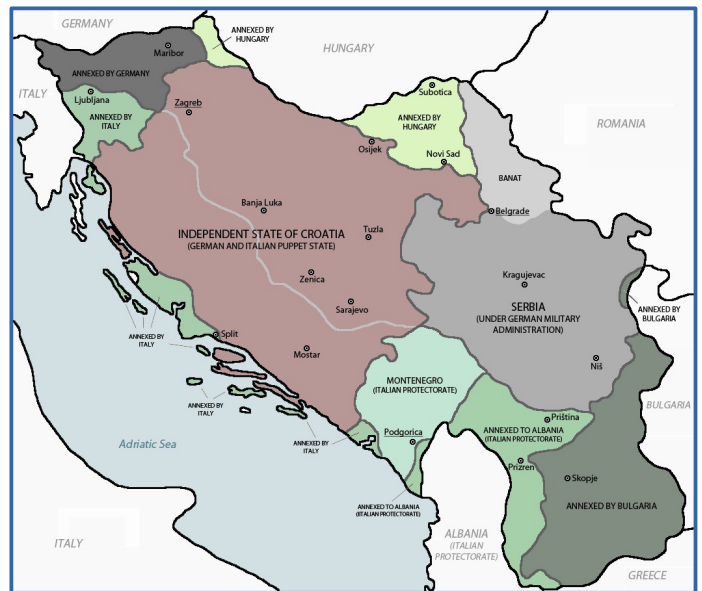 GERMANY
ANNEXED BY
HUNGARY
HUNGARY
Maribor
ANNEXED BY GERMANY
ITALY
Ljubljana
ANNEXED BY
ITALY
Zagreb
Subotica
ANNEXED BY
HUNGARY
ROMANIA
Osijek
Novi Sad
BANAT
Banja Luka
Belgrade
INDEPENDENT STATE OF CROATIA
(GERMAN AND ITALIAN PUPPET STATE)
Tuzla
Zenica
Kragujevac
Sarajevo
SERBIA
(UNDER GERMAN MILITARY
ADMINISTRATION)
ANNEXED BY
BULGARIA
Split
ANNEXED BY
ITALY
Mostar
Niš
MONTENEGRO
(ITALIAN PROTECTORATE)
ANNEXED BY
ITALY
BULGARIA
Priština
ANNEXED TO ALBANIA
(ITALIAN PROTECTORATE)
Podgorica
ANNEXED BY
ITALY
Adriatic Sea
Prizren
Skopje
ANNEXED BY BULGARIA
ANNEXED TO ALBANIA
(ITALIAN PROTECTORATE)
ALBANIA
(ITALIAN
PROTECTORATE)
ITALY
GREECE